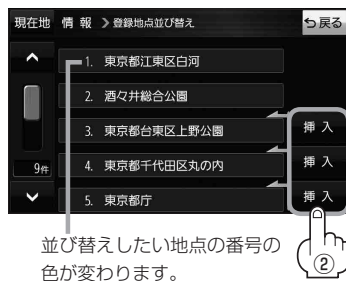 現在地 情 報 ＞登録地点並び替え 戻る
1. 東京都江東区白河
2. 酒々井総合公園
3. 東京都台東区上野公園
挿 入
4. 東京都千代田区丸の内
挿 入
9件
5. 東京都庁
挿 入
並び替えしたい地点の番号の
色が変わります。
②